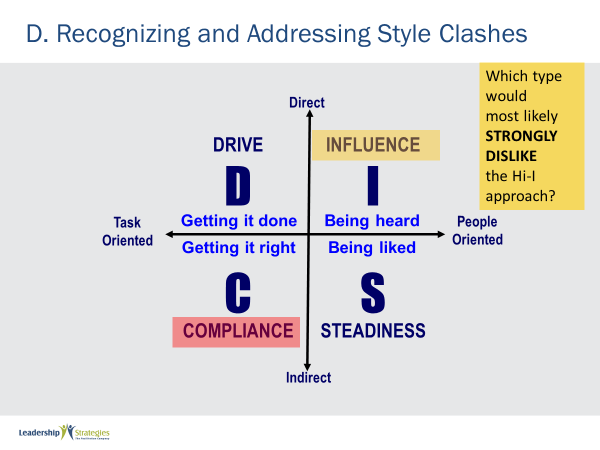 D. Recognizing and Addressing Style Clashes
Which type
would
most likely
STRONGLY
DISLIKE
the Hi-I
approach?
Direct
DRIVE
INFLUENCE
D
I
Task
Oriented
Getting it done
Being heard
People
Oriented
Getting it right
Being liked
C
S
COMPLIANCE
STEADINESS
Indirect
Leadership Strategies
The Facilitation Company